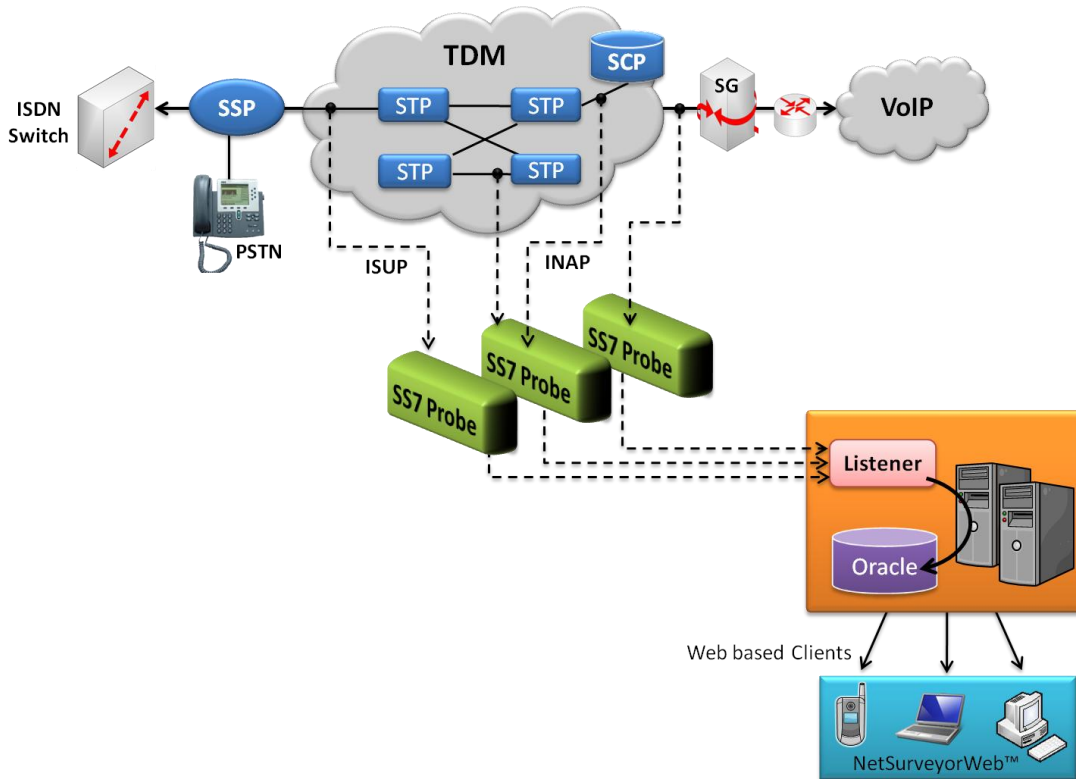 TDM
SCP
SG
ISDN
Switch
SSP
STP
STP
VoIP
STP
STP
PSTN
ISUP
INAP
SS7 Probe
SS7 Probe
SS7 Probe
Listener
Oracle
Web based Clients
NetSurveyorWeb™